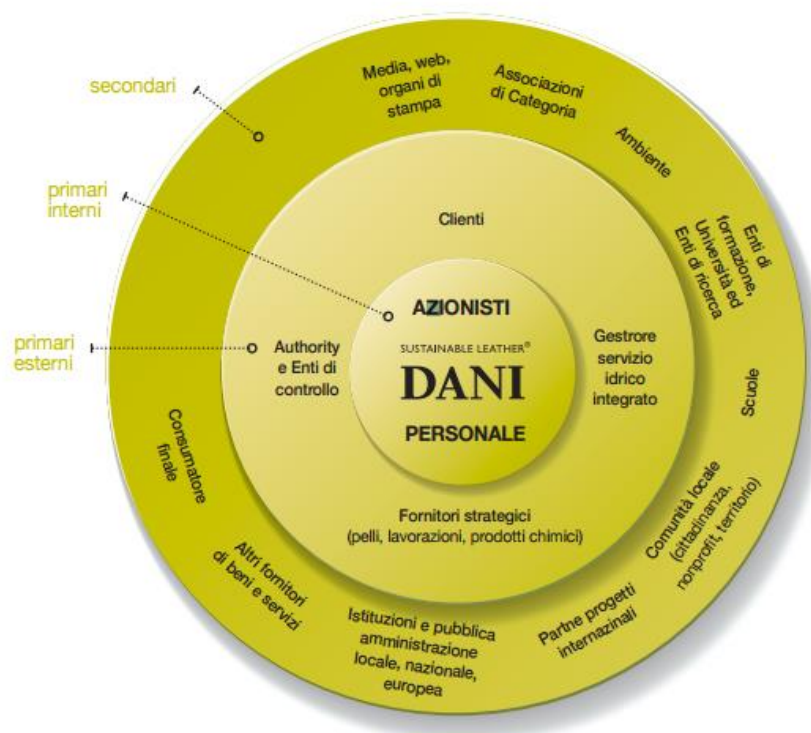 secondari
primari
interni
primari
esterni
Media, web,
organi di
stampa
Associazioni
di Categoria
Ambiente
Enti di
formazione,
Università ed
Enti di ricerca
Scuole
Comunità locale
(cittadinanza,
nonprofit, territorio)
Partne progetti
internazinali
Istituzioni e pubblica
amministrazione
locale, nazionale,
europea
Altri fornitori
di beni e servizi
Consumatore
finale
Clienti
Authority
e Enti di
controllo
Gestrore
servizio
idrico
integrato
Fornitori strategici
(pelli, lavorazioni, prodotti chimici)
AZIONISTI
SUSTAINABLE LEATHER®
DANI
PERSONALE